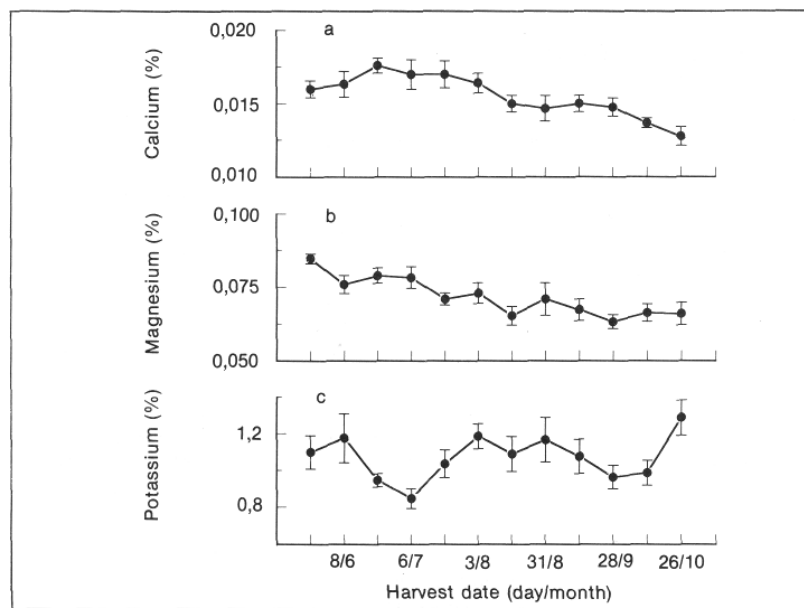 a
0,020
0,015
0,010
Calcium (%)
b
0,100
0,075
0,050
Magnesium (%)
c
1,2
0,8
Potassium (%)
8/6 6/7 3/8 31/8 28/9 26/10
Harvest date (day/month)